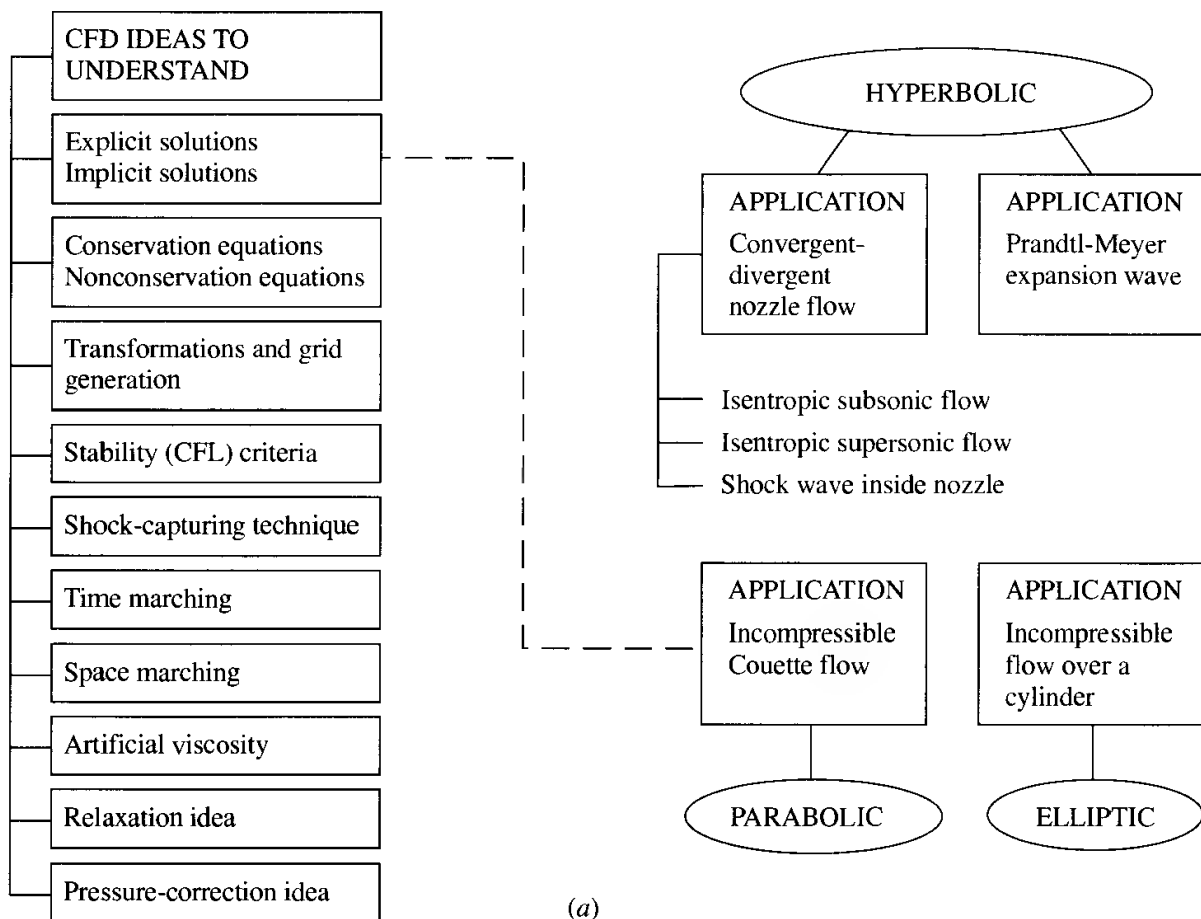 CFD IDEAS TO
UNDERSTAND
Explicit solutions
Implicit solutions
Conservation equations
Nonconservation equations
Transformations and grid
generation
Stability (CFL) criteria
Shock-capturing technique
Time marching
Space marching
Artificial viscosity
Relaxation idea
Pressure-correction idea
HYPERBOLIC
APPLICATION
Convergent-
divergent
nozzle flow
APPLICATION
Prandtl-Meyer
expansion wave
Isentropic subsonic flow
Isentropic supersonic flow
Shock wave inside nozzle
APPLICATION
Incompressible
Couette flow
APPLICATION
Incompressible
flow over a
cylinder
PARABOLIC
ELLIPTIC
(a)